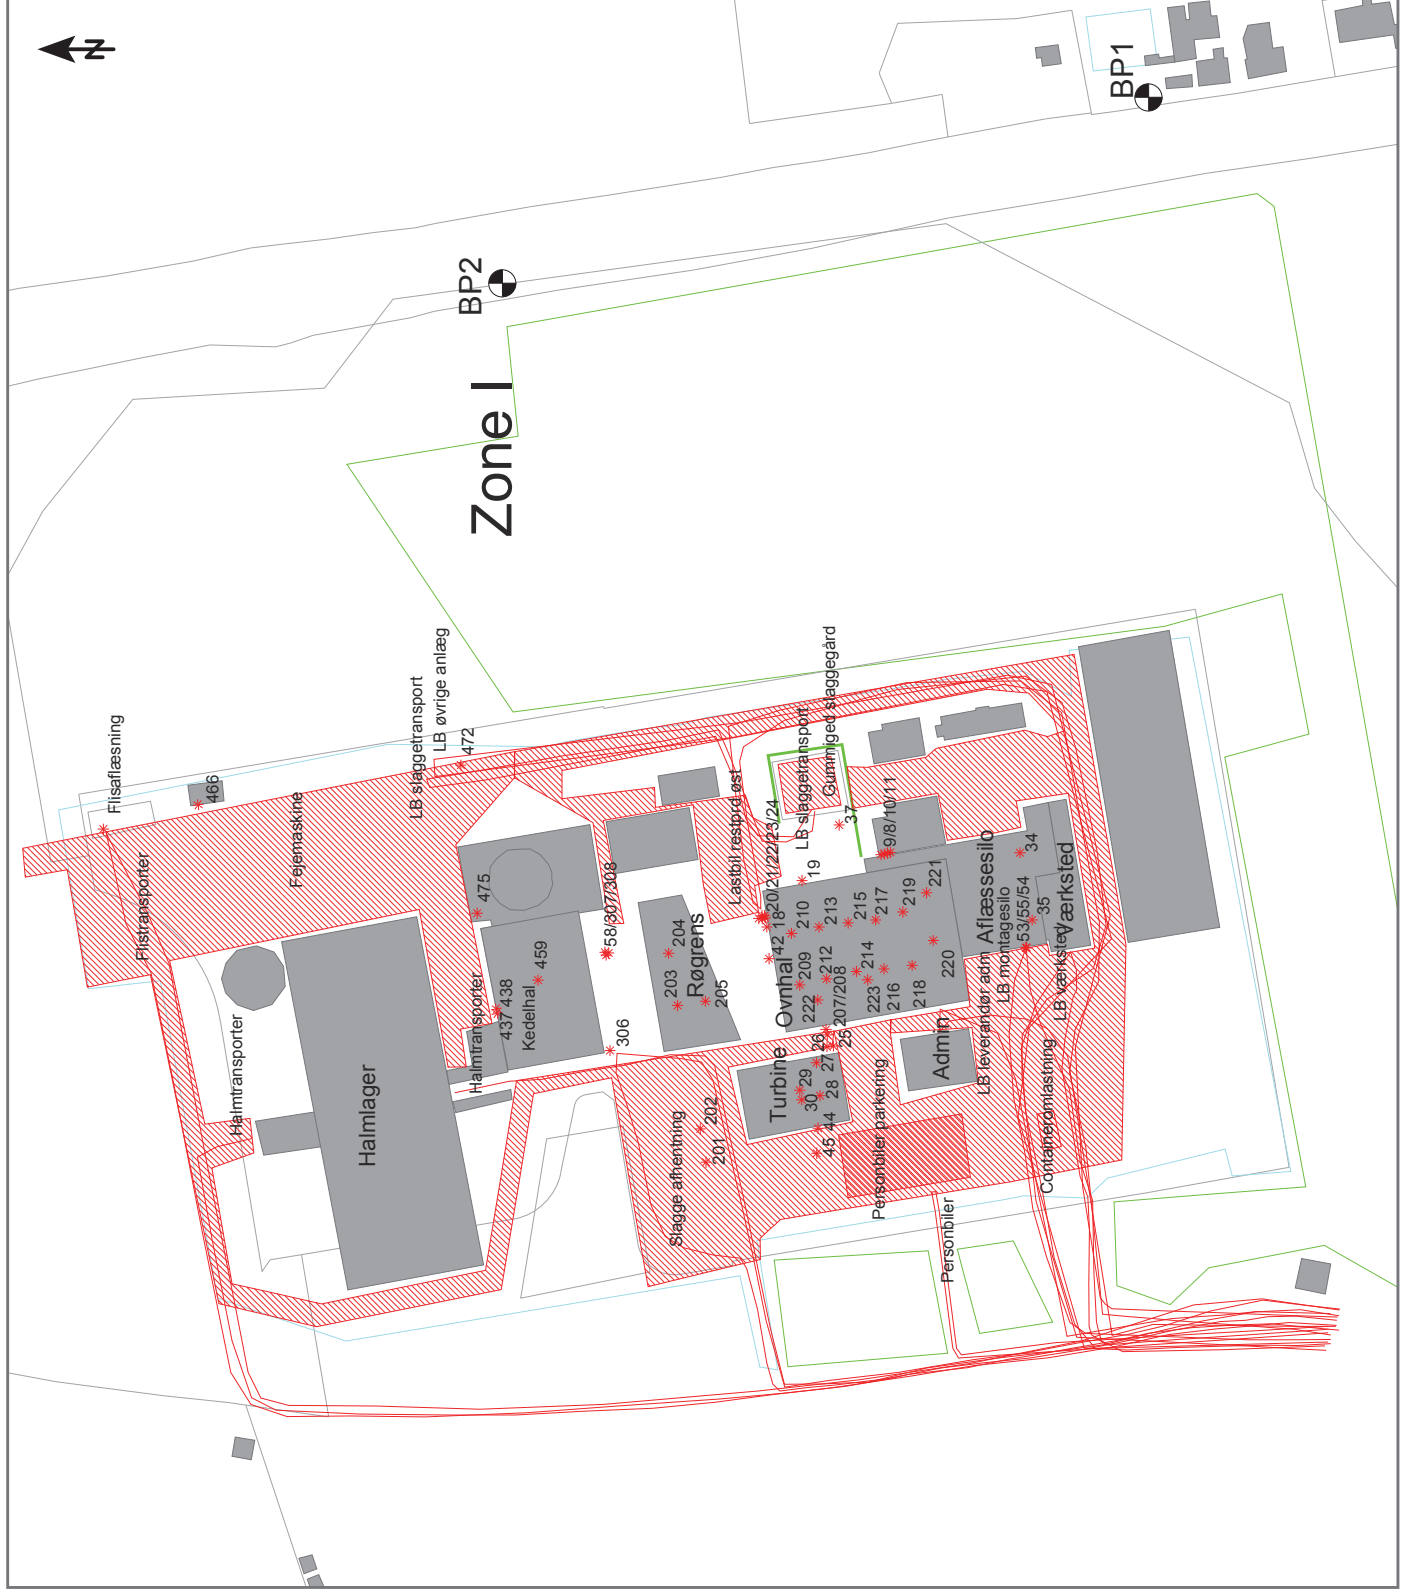 N
BP1
BP2
Zone I
Flisaflæsning
466
Flistransporter
Fejemaskine
LB slaggetransport
LB øvrige anlæg
472
Halmtransporter
Halmlager
475
459
437 438
Kedelhal
Halmtransporter
58/307/308
306
204
203
Røgrens
205
Lastbil restprd øst
20/21/22/23/24
18
42
19
LB slaggetransport
Gummiged slaggegård
37
9/8/10/11
210
213
215
217
219
221
209
212
214
222
207/208
223
216
218
220
Ovnhal
Turbine
26
25
27
29
30
28
45 44
202
201
Slagge afhentning
Personbiler parkering
Admin
Personbiler
Aflæssesilo
34
35
53/55/54
Værksted
LB montagesilo
LB leverandør adm
LB værksted
Containeromlastning